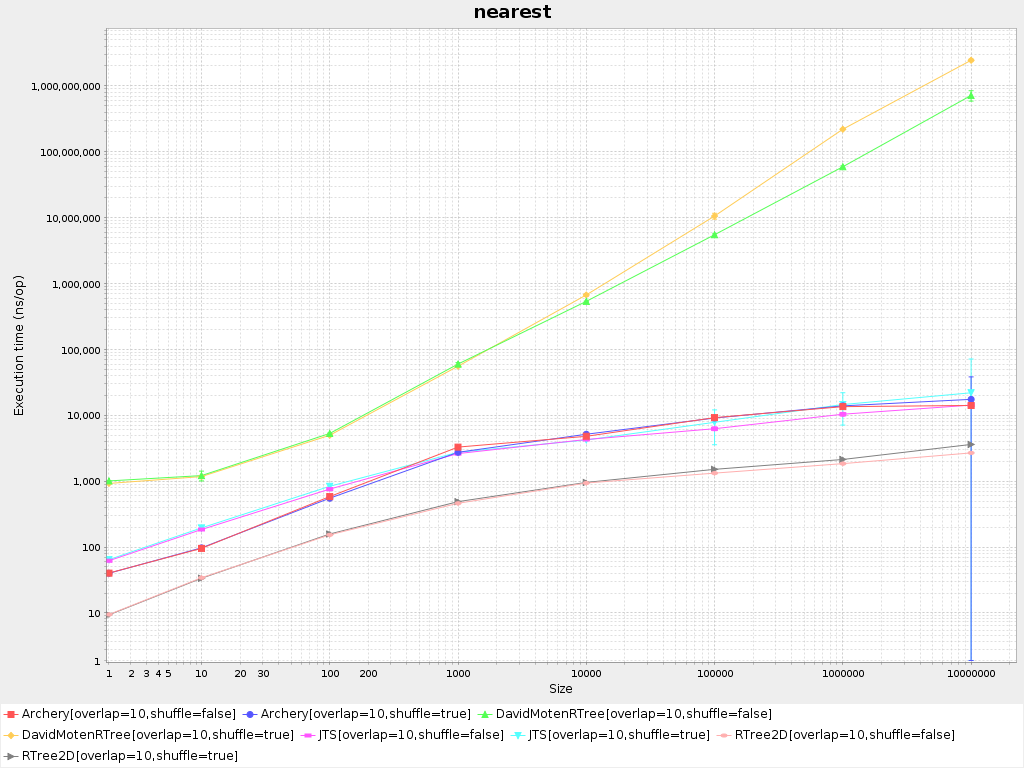 nearest
Execution time (ns/op)
1,000,000,000
100,000,000
10,000,000
1,000,000
100,000
10,000
1,000
100
10
1
1 2 3 4 5 10 20 30 100 200 1000 10000 100000 1000000 10000000
Size
Archery[overlap=10,shuffle=false] Archery[overlap=10,shuffle=true] DavidMotenRTree[overlap=10,shuffle=false]
DavidMotenRTree[overlap=10,shuffle=true] JTS[overlap=10,shuffle=false] JTS[overlap=10,shuffle=true] RTree2D[overlap=10,shuffle=false]
RTree2D[overlap=10,shuffle=true]